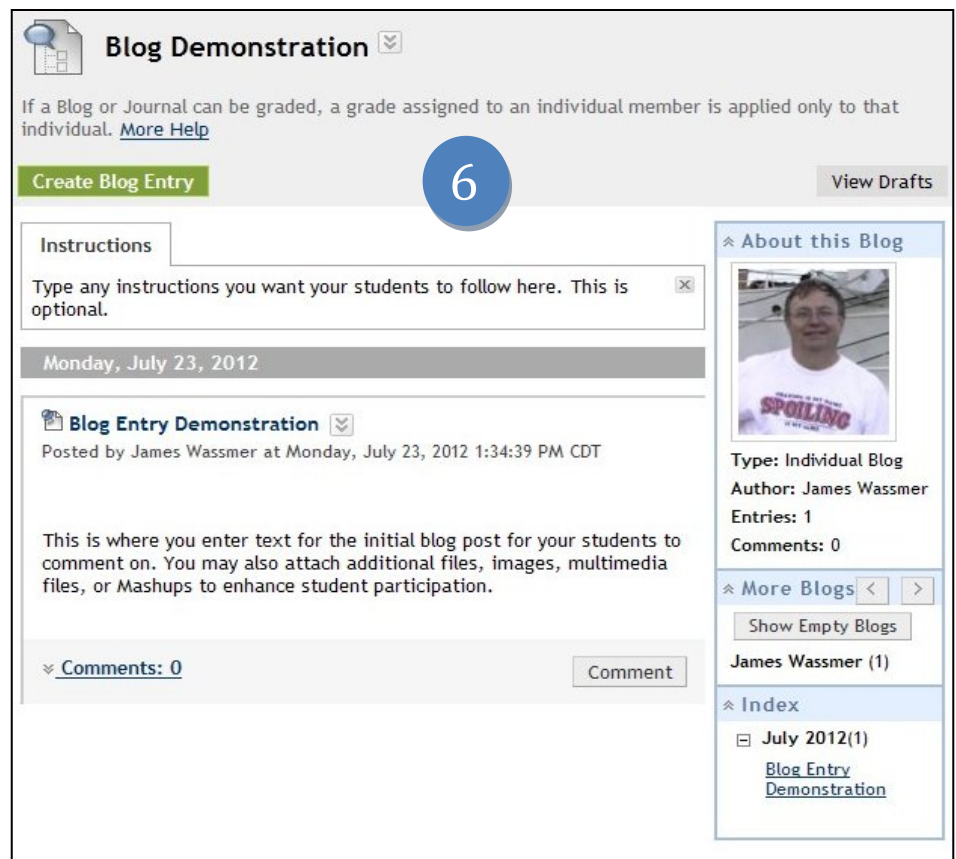 Blog Demonstration
If a Blog or Journal can be graded, a grade assigned to an individual member is applied only to that
individual. More Help
Create Blog Entry
6
View Drafts
Instructions
Type any instructions you want your students to follow here. This is
optional.
Monday, July 23, 2012
Blog Entry Demonstration
Posted by James Wassmer at Monday, July 23, 2012 1:34:39 PM CDT
This is where you enter text for the initial blog post for your students to
comment on. You may also attach additional files, images, multimedia
files, or Mashups to enhance student participation.
Comments: 0
Comment
About this Blog
SPOILING
Type: Individual Blog
Author: James Wassmer
Entries: 1
Comments: 0
More Blogs < >
Show Empty Blogs
James Wassmer (1)
Index
July 2012(1)
Blog Entry
Demonstration